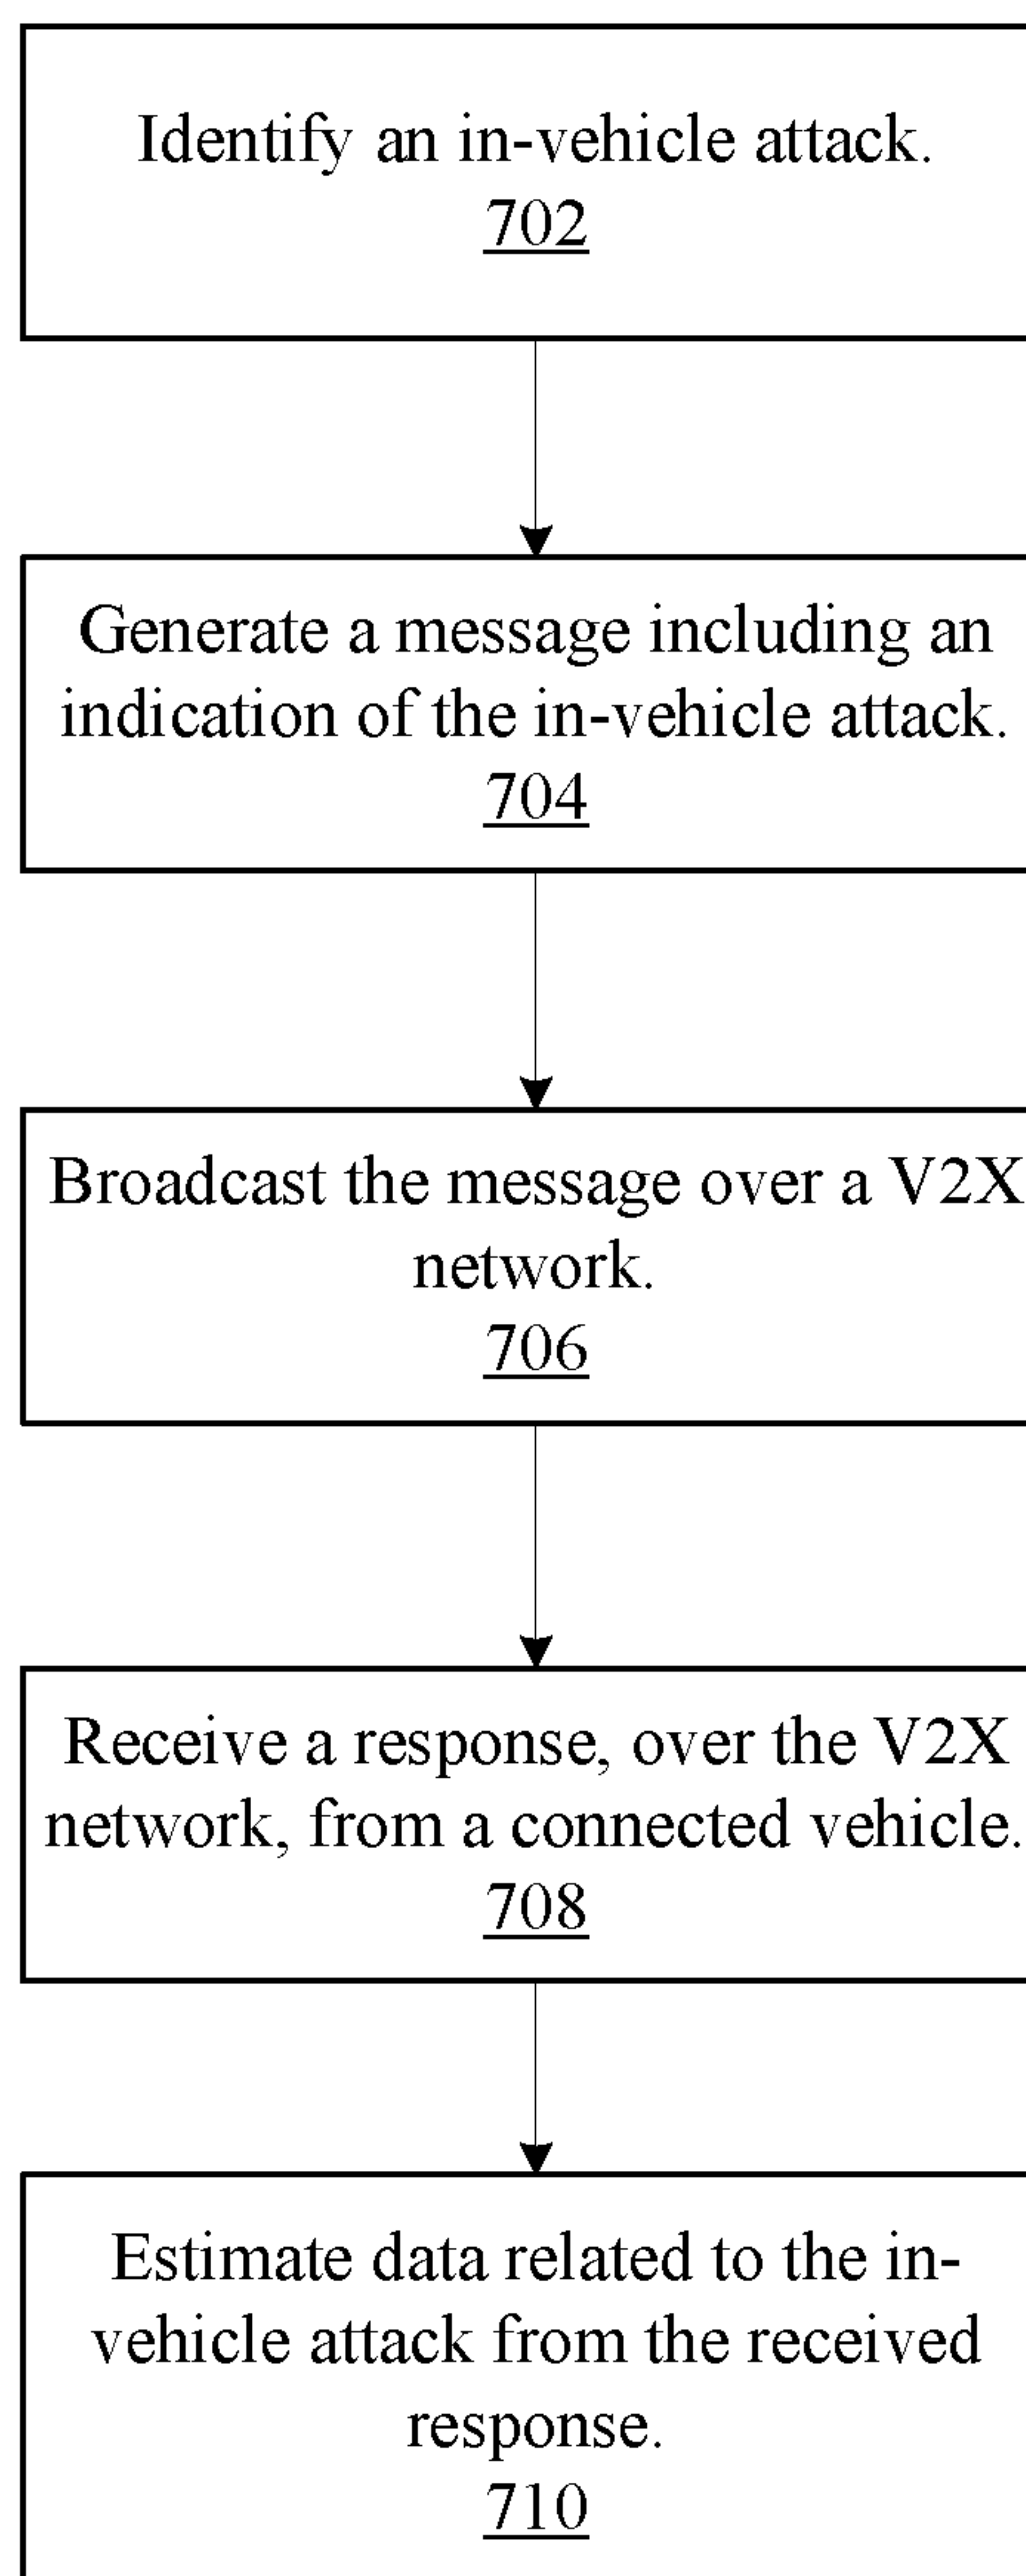 Identify an in-vehicle attack.
702
Generate a message including an
indication of the in-vehicle attack.
704
Broadcast the message over a V2X
network.
706
Receive a response, over the V2X
network, from a connected vehicle.
708
Estimate data related to the in-
vehicle attack from the received
response.
710